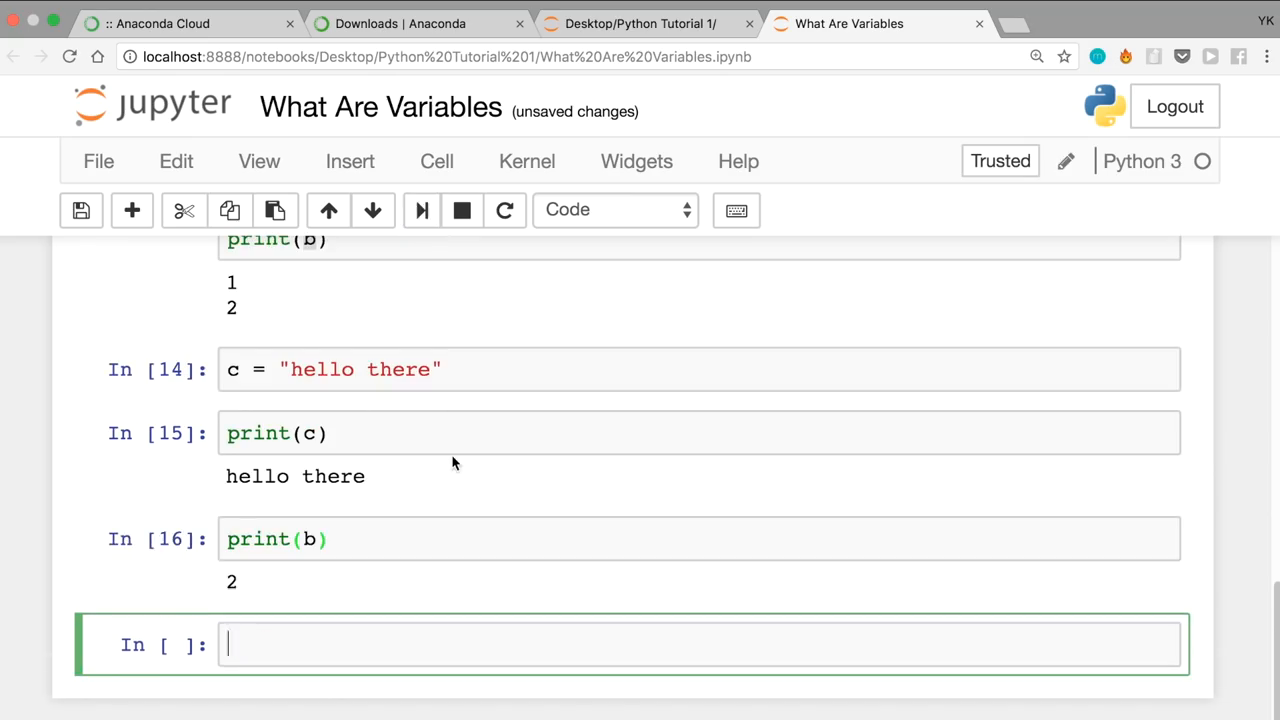 :: Anaconda Cloud × Downloads | Anaconda × Desktop/Python Tutorial 1/ × What Are Variables × YK
localhost:8888/notebooks/Desktop/Python%20Tutorial%201/What%20Are%20Variables.ipynb
jupyter What Are Variables (unsaved changes) Logout
File Edit View Insert Cell Kernel Widgets Help Trusted Python 3
Code
print(b)
1
2
In [14]: c = "hello there"
In [15]: print(c)
hello there
In [16]: print(b)
2
In [ ]: